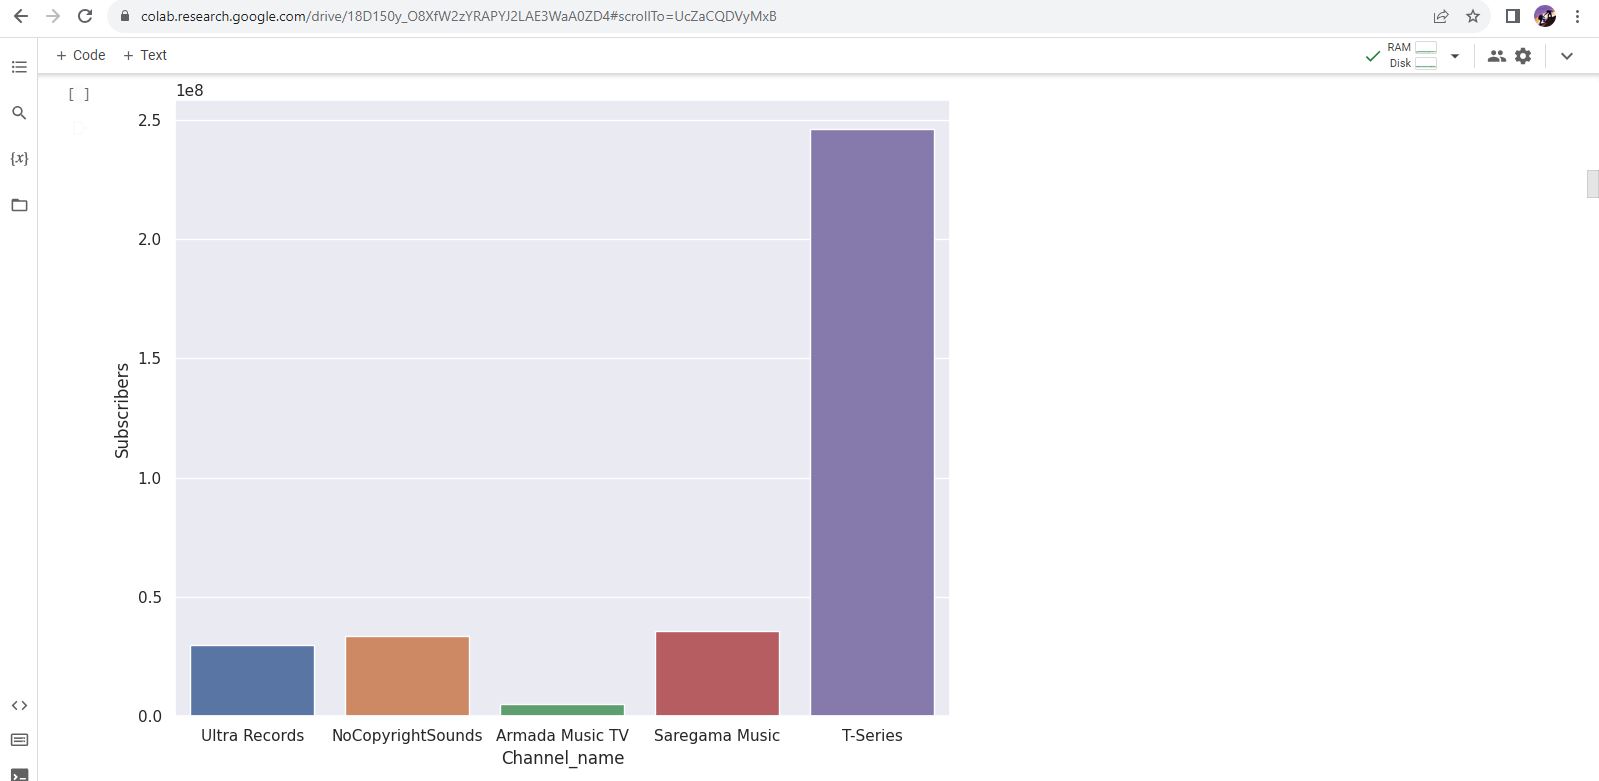 colab.research.google.com/drive/18D150y_O8XfW2zYRAPYJ2LAE3WaA0ZD4#scrollTo=UcZaCQDVyMxB
+ Code + Text
RAM
Disk
{x}
[ ]
1e8
2.5
2.0
1.5
1.0
0.5
0.0
Subscribers
Ultra Records NoCopyrightSounds Armada Music TV Saregama Music T-Series
Channel_name